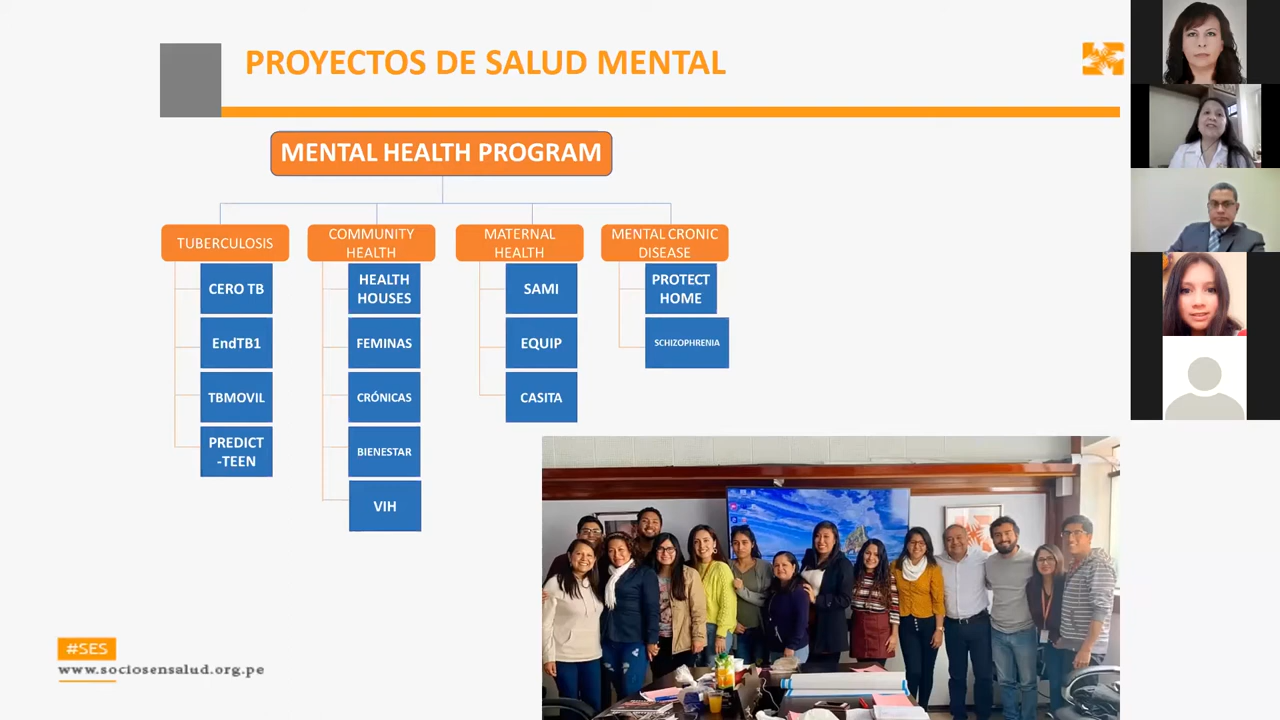 PROYECTOS DE SALUD MENTAL
MENTAL HEALTH PROGRAM
TUBERCULOSIS
CERO TB
EndTB1
TBMOVIL
PREDICT
-TEEN
COMMUNITY
HEALTH
HEALTH
HOUSES
FEMINAS
CRÓNICAS
BIENESTAR
VIH
MATERNAL
HEALTH
SAMI
EQUIP
CASITA
MENTAL CRONIC
DISEASE
PROTECT
HOME
SCHIZOPHRENIA
#SES
www.sociosensalud.org.pe